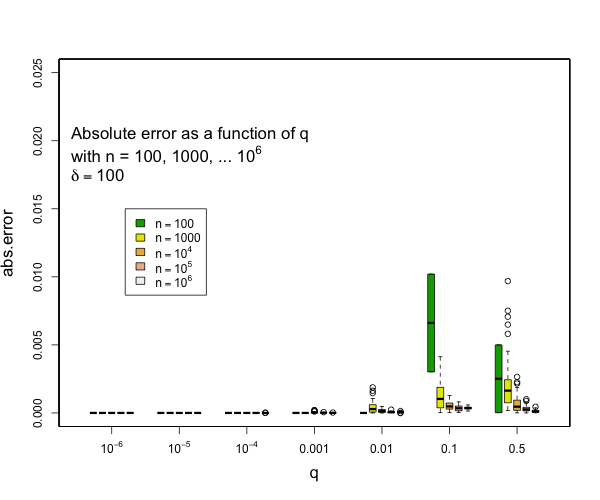 Absolute error as a function of q
with n = 100, 1000, ... 10^6
δ = 100
n = 100
n = 1000
n = 10^4
n = 10^5
n = 10^6
abs.error
0.025
0.020
0.015
0.010
0.005
0.000
10^−6 10^−5 10^−4 0.001 0.01 0.1 0.5
q